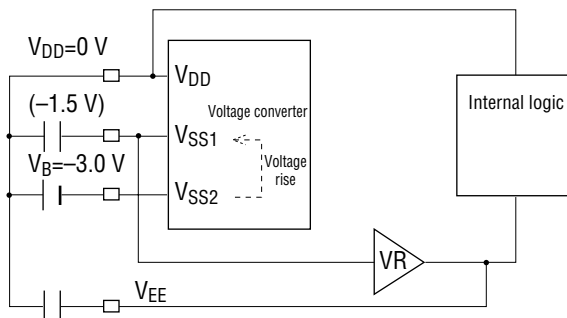 VDD=0 V
VDD
(–1.5 V)
Voltage converter
Internal logic
VSS1
VB=–3.0 V
Voltage
rise
VSS2
VR
VEE